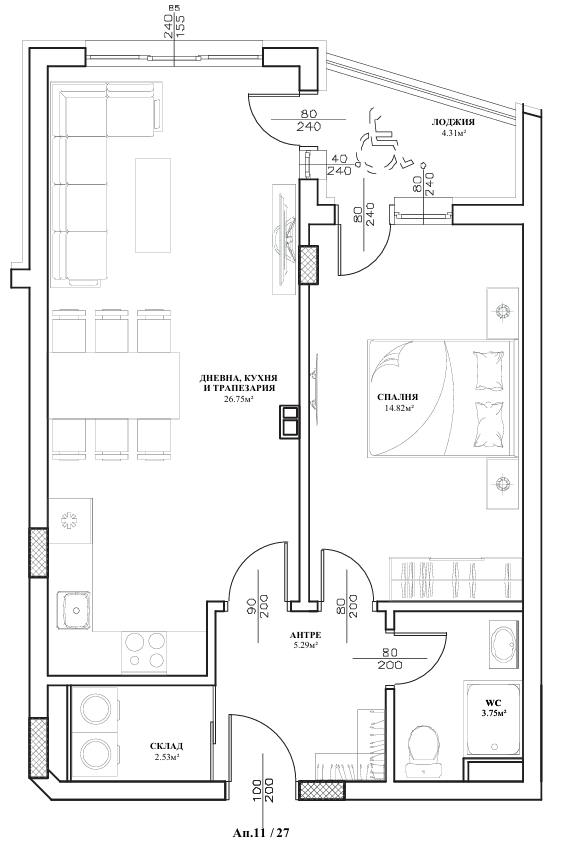 85
240
155
80
240
ЛОДЖИЯ
4.31м²
40
240
80
240
80
240
ДНЕВНА, КУХНЯ
И ТРАПЕЗАРИЯ
26.75м²
СПАЛНЯ
14.82м²
90
200
80
200
АНТРЕ
5.29м²
80
200
WC
3.75м²
СКЛАД
2.53м²
100
200
Ап.11 / 27